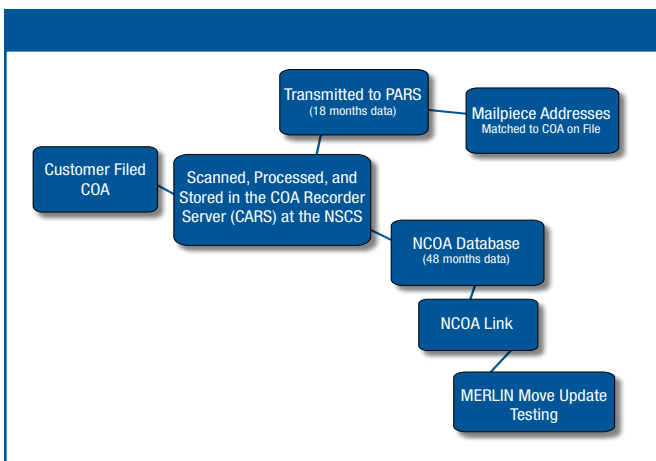 Transmitted to PARS
(18 months data)
Mailpiece Addresses
Matched to COA on File
Customer Filed
COA
Scanned, Processed, and
Stored in the COA Recorder
Server (CARS) at the NSCS
NCOA Database
(48 months data)
NCOA Link
MERLIN Move Update
Testing